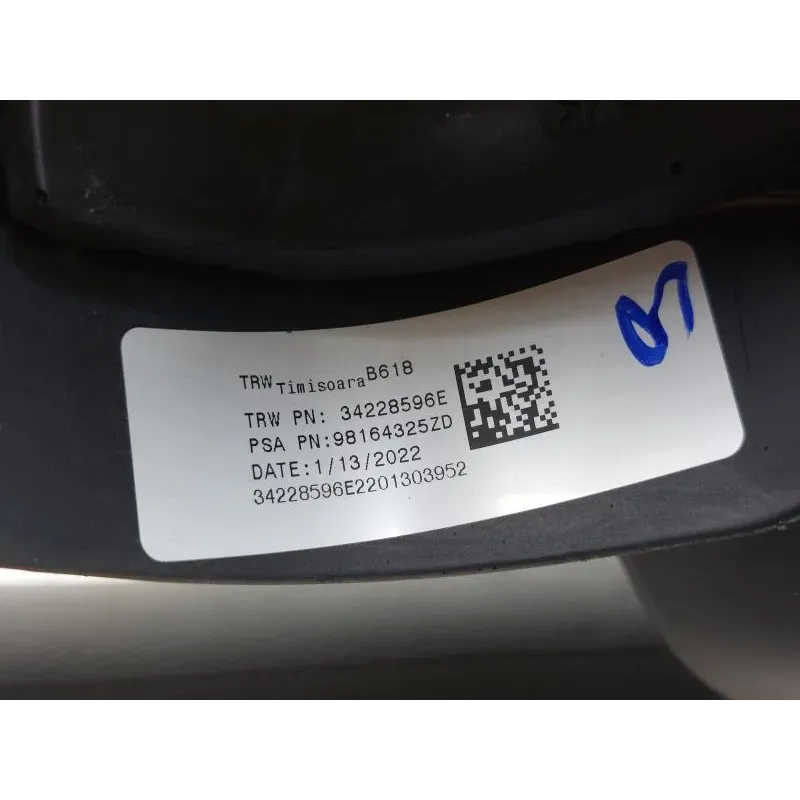 TRW Timisoara B618
TRW PN: 34228596E
PSA PN:98164325ZD
DATE:1/13/2022
34228596E2201303952